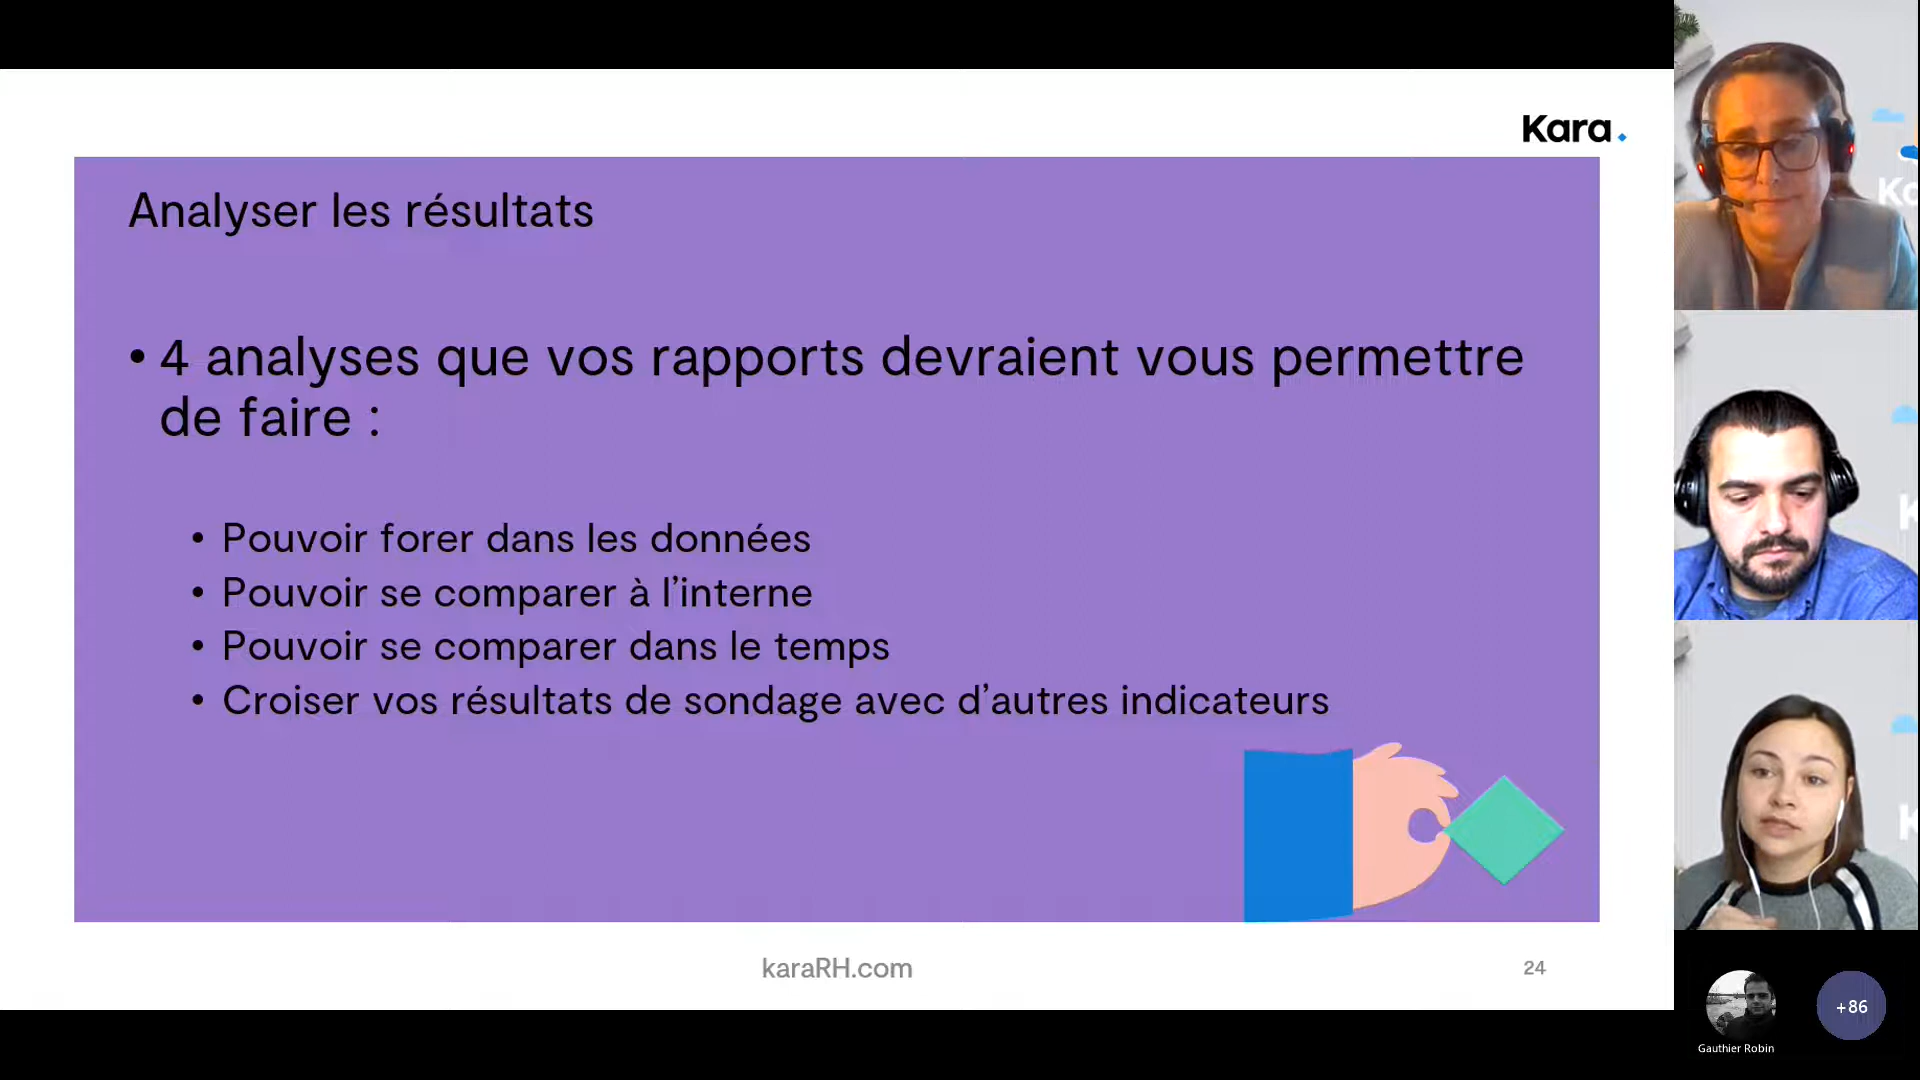 Kara.
Analyser les résultats
• 4 analyses que vos rapports devraient vous permettre
de faire :
• Pouvoir forer dans les données
• Pouvoir se comparer à l’interne
• Pouvoir se comparer dans le temps
• Croiser vos résultats de sondage avec d’autres indicateurs
karaRH.com
24
+86
Gauthier Robin